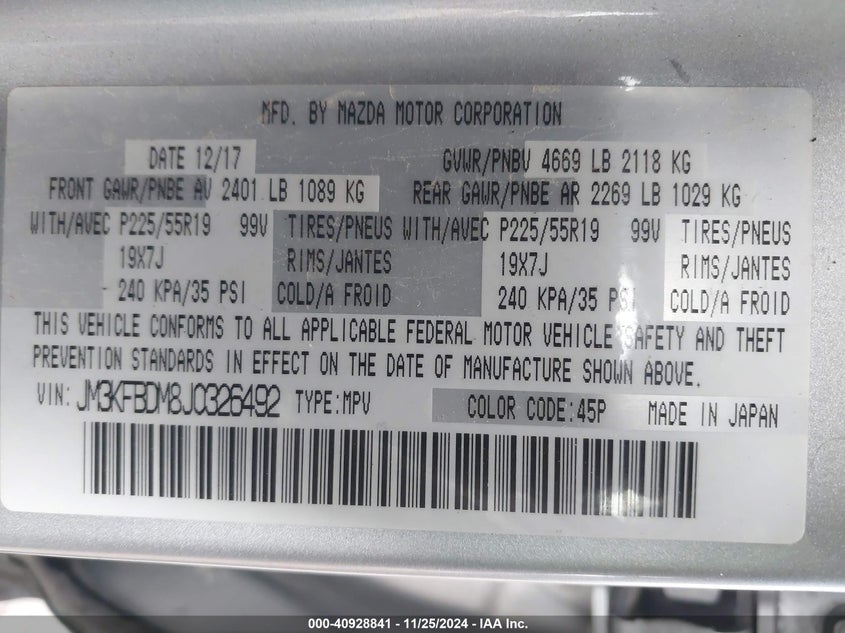 MFD. BY MAZDA MOTOR CORPORATION
DATE 12/17 GVWR/PNBV 4669 LB 2118 KG
FRONT GAWR/PNBE AV 2401 LB 1089 KG REAR GAWR/PNBE AR 2269 LB 1029 KG
WITH/AVEC P225/55R19 99V TIRES/PNEUS WITH/AVEC P225/55R19 99V TIRES/PNEUS
19X7J RIMS/JANTES 19X7J RIMS/JANTES
240 KPA/35 PSI COLD/A FROID 240 KPA/35 PSI COLD/A FROID
THIS VEHICLE CONFORMS TO ALL APPLICABLE FEDERAL MOTOR VEHICLE SAFETY AND THEFT
PREVENTION STANDARDS IN EFFECT ON THE DATE OF MANUFACTURE SHOWN ABOVE.
VIN: JM3KFBDM8J0326492 TYPE:MPV COLOR CODE:45P MADE IN JAPAN
000-40928841 - 11/25/2024 - IAA Inc.